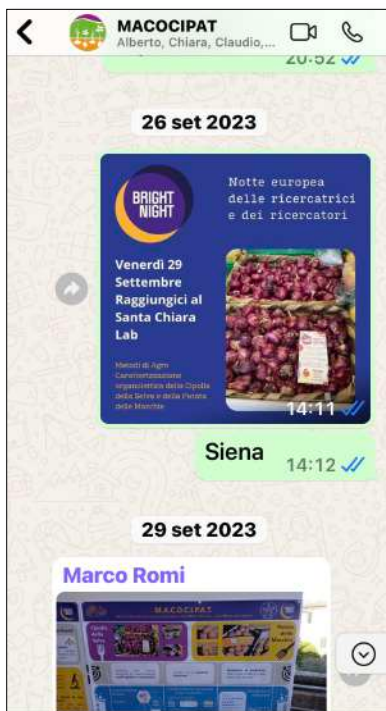 MACOCIPAT
Alberto, Chiara, Claudio,...
20:52
26 set 2023
BRIGHT
NIGHT
Notte europea
delle ricercatrici
e dei ricercatori
Venerdì 29
Settembre
Raggiungici al
Santa Chiara
Lab
Metodi di Agro
Caratterizzazione
organolettica della Cipolla
della Selva e della Patata
delle Macchie
14:11
Siena
14:12
29 set 2023
Marco Romi
MACOCIPAT